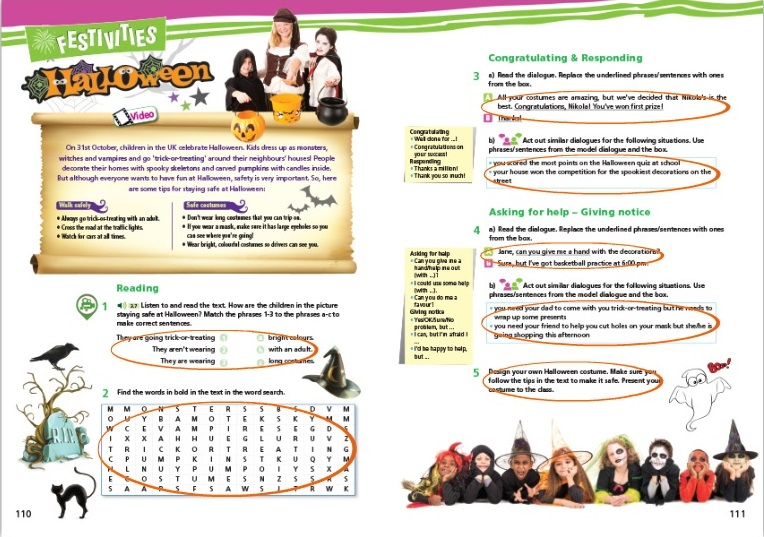 FESTIVITIES
Halloween
Video
On 31st October, children in the UK celebrate Halloween. Kids dress up as monsters,
witches and vampires and go 'trick-or-treating' around their neighbours' houses! People
decorate their homes with spooky skeletons and carved pumpkins with candles inside.
But although everyone wants to have fun at Halloween, safety is very important. So, here
are some tips for staying safe at Halloween:
Walk safely
• Always go trick-or-treating with an adult.
• Cross the road at the traffic lights.
• Watch for cars at all times.
Safe costumes
• Don't wear long costumes that you can trip on.
• If you wear a mask, make sure it has large eyeholes so you
can see where you're going!
• Wear bright, colourful costumes so drivers can see you.
Reading
1 Listen to and read the text. How are the children in the picture
staying safe at Halloween? Match the phrases 1-3 to the phrases a-c to
make correct sentences.
They are going trick-or-treating 1 a bright colours.
They aren't wearing 2 b with an adult.
They are wearing 3 c long costumes.
2 Find the words in bold in the text in the word search.
M M O N S T E R S S B S D V M
O U Y B A M O T E K S K Y M M
W C E V A M P I R E S E G D S
I X X A H H U E G L U R U V Z
T R I C K O R T R E A T I N G
C P U M P K I N S T K U Q Y M
H L N U Y P U M P O I Y S X A
E C O S T U M E S N Z S S R S
S A A P S F S A W S J T R W K
R.I.P.
110
Congratulating & Responding
3 a) Read the dialogue. Replace the underlined phrases/sentences with ones
from the box.
A All your costumes are amazing, but we've decided that Nikola's is the
best. Congratulations, Nikola! You've won first prize!
B Thanks!
Congratulating
• Well done for ...!
• Congratulations on
your success!
Responding
• Thanks a million!
• Thank you so much!
b) Act out similar dialogues for the following situations. Use
phrases/sentences from the model dialogue and the box.
• you scored the most points on the Halloween quiz at school
• your house won the competition for the spookiest decorations on the
street
Asking for help – Giving notice
4 a) Read the dialogue. Replace the underlined phrases/sentences with ones
from the box.
A Jane, can you give me a hand with the decorations?
B Sure, but I've got basketball practice at 6:00 pm.
Asking for help
• Can you give me a
hand/help me out
(with ...)?
• I could use some help
(with ...).
• Can you do me a
favour?
Giving notice
• Yes/OK/Sure/No
problem, but ...
• I can, but I'm afraid I
...
• I'd be happy to help,
but ...
b) Act out similar dialogues for the following situations. Use
phrases/sentences from the model dialogue and the box.
• you need your dad to come with you trick-or-treating but he needs to
wrap up some presents
• you need your friend to help you cut holes on your mask but she/he is
going shopping this afternoon
5 Design your own Halloween costume. Make sure you
follow the tips in the text to make it safe. Present your
costume to the class.
Boo!
111